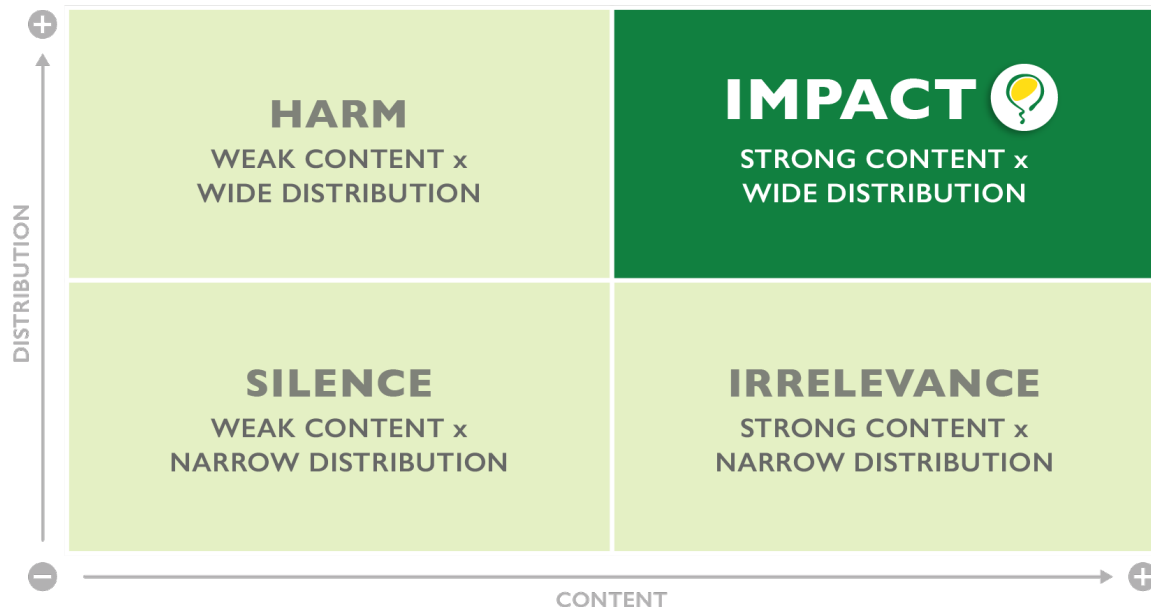 HARM
WEAK CONTENT x
WIDE DISTRIBUTION
IMPACT
STRONG CONTENT x
WIDE DISTRIBUTION
DISTRIBUTION
SILENCE
WEAK CONTENT x
NARROW DISTRIBUTION
IRRELEVANCE
STRONG CONTENT x
NARROW DISTRIBUTION
CONTENT